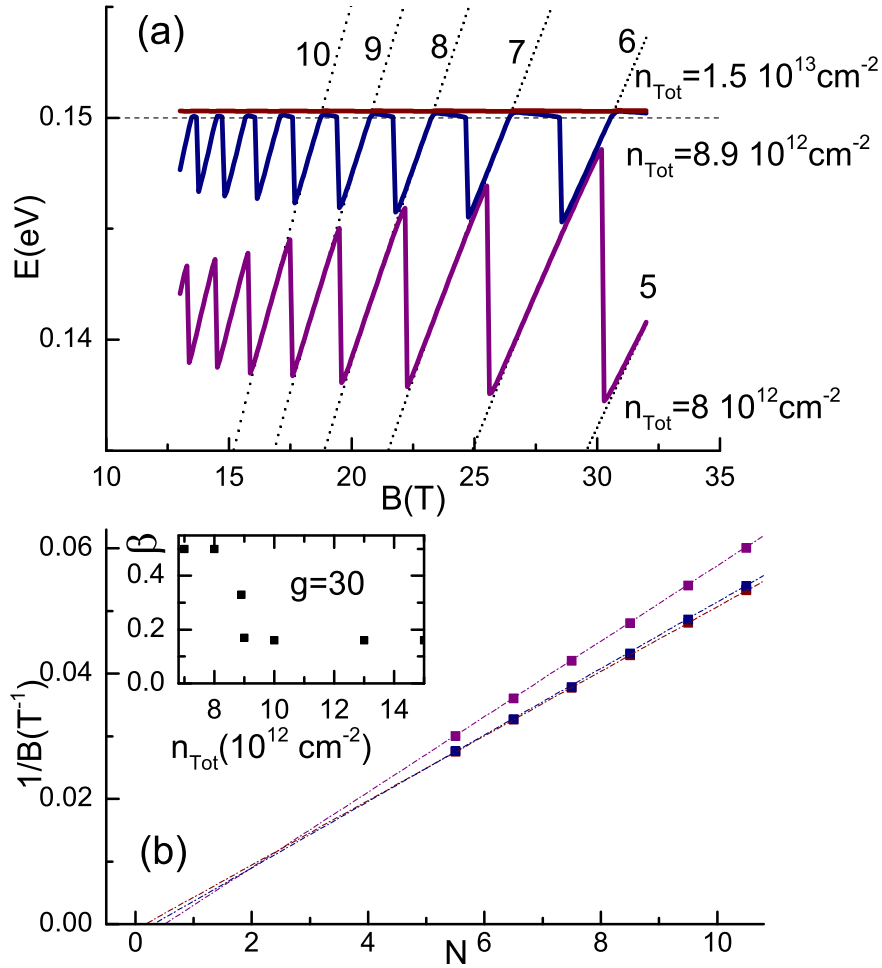 (a)
10 9 8 7 6
n_Tot=1.5 10^13cm^-2
0.15
n_Tot=8.9 10^12cm^-2
E(eV)
5
0.14
n_Tot=8 10^12cm^-2
10 15 20 25 30 35
B(T)
0.06
β
0.4
g=30
0.2
0.0
8 10 12 14
n_Tot(10^12 cm^-2)
0.04
1/B(T^-1)
0.02
(b)
0.00
0 2 4 6 8 10
N